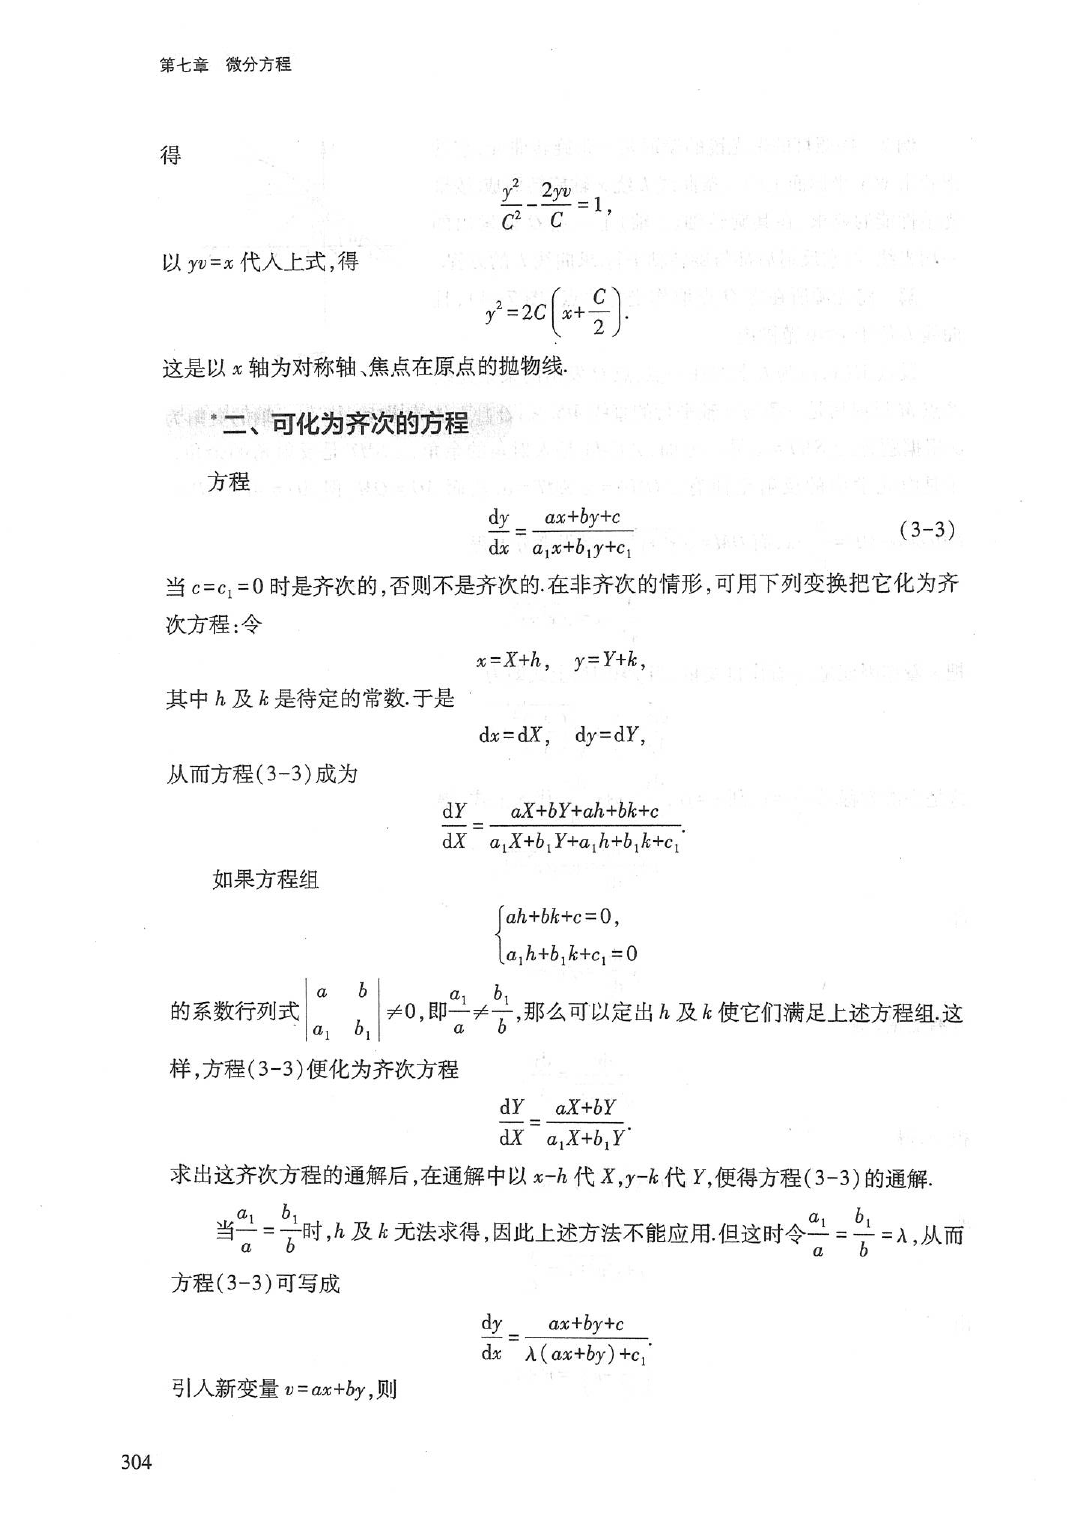 第七章 微分方程
得
y²/C² - 2yv/C = 1,
以 yv=x 代入上式,得
y²=2C(x+C/2).
这是以 x 轴为对称轴、焦点在原点的抛物线.
*二、可化为齐次的方程
方程
dy/dx = (ax+by+c)/(a₁x+b₁y+c₁) (3-3)
当 c=c₁=0 时是齐次的,否则不是齐次的.在非齐次的情形,可用下列变换把它化为齐
次方程:令
x=X+h, y=Y+k,
其中 h 及 k 是待定的常数.于是
dx=dX, dy=dY,
从而方程(3-3)成为
dY/dX = (aX+bY+ah+bk+c)/(a₁X+b₁Y+a₁h+b₁k+c₁).
如果方程组
{ah+bk+c=0,
a₁h+b₁k+c₁=0
的系数行列式 |a b; a₁ b₁| ≠0,即 a₁/a ≠ b₁/b,那么可以定出 h 及 k 使它们满足上述方程组.这
样,方程(3-3)便化为齐次方程
dY/dX = (aX+bY)/(a₁X+b₁Y).
求出这齐次方程的通解后,在通解中以 x-h 代 X,y-k 代 Y,便得方程(3-3)的通解.
当 a₁/a = b₁/b 时,h 及 k 无法求得,因此上述方法不能应用.但这时令 a₁/a = b₁/b =λ,从而
方程(3-3)可写成
dy/dx = (ax+by+c)/(λ(ax+by)+c₁).
引入新变量 v=ax+by,则
304